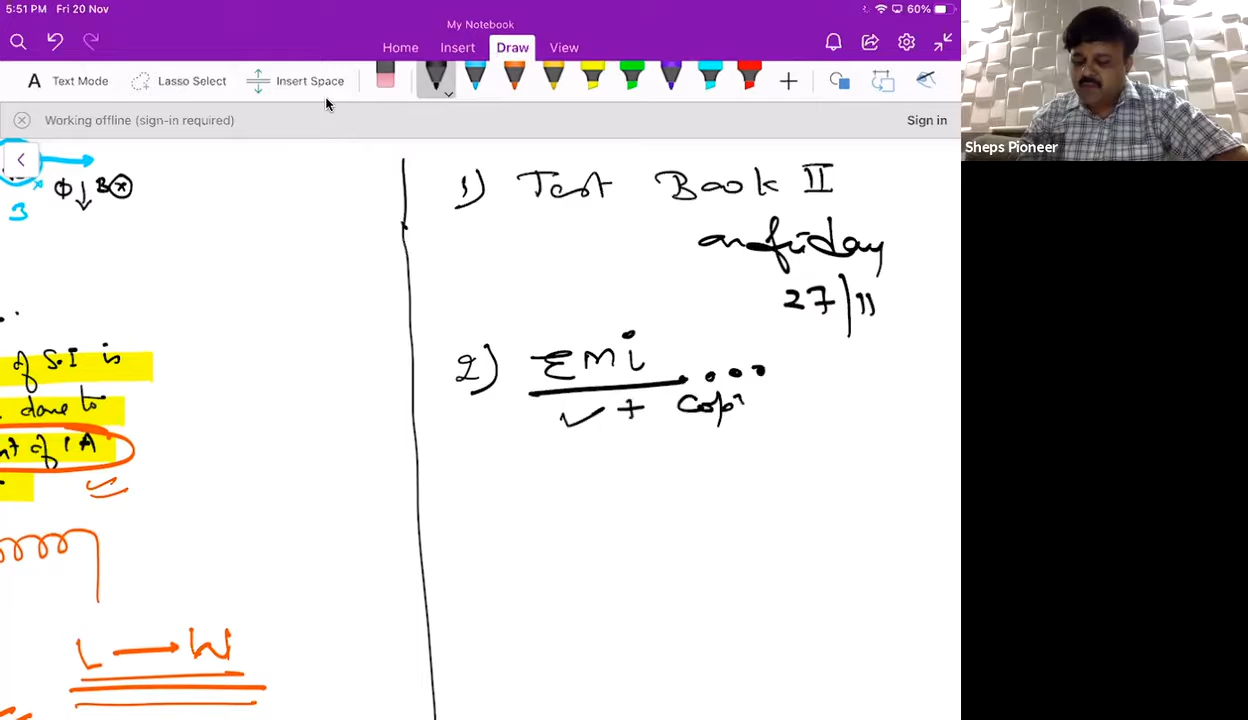 5:51 PM Fri 20 Nov
60%
My Notebook
Home Insert Draw View
A Text Mode Lasso Select Insert Space
Working offline (sign-in required) Sign in
Sheps Pioneer
Φ↓ B⊗
3
1) Test Book II
on friday
27/11
of S.I is
done to
of 1A
2) EMi ...
✓ +
L → W